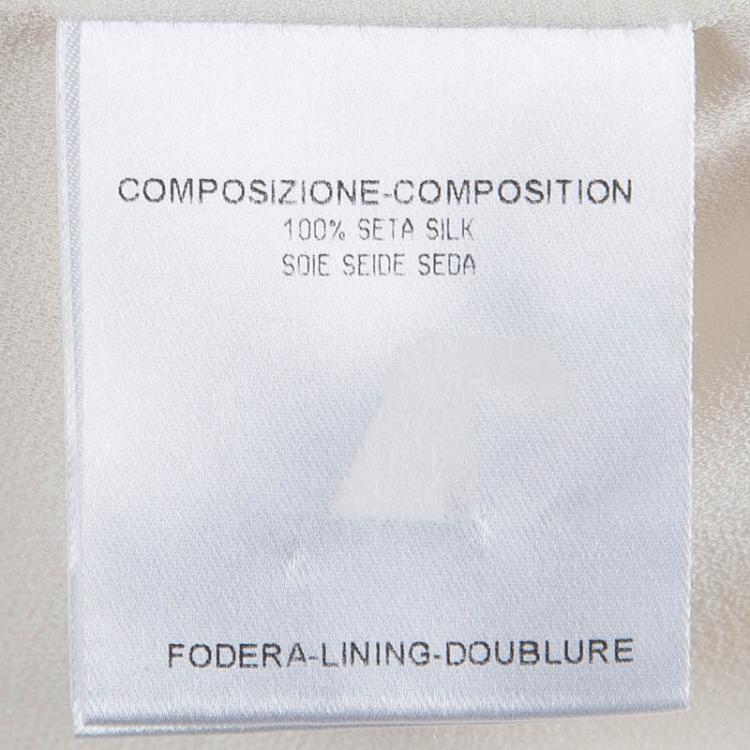 COMPOSIZIONE-COMPOSITION
100% SETA SILK
SOIE SEIDE SEDA
FODERA-LINING-DOUBLURE